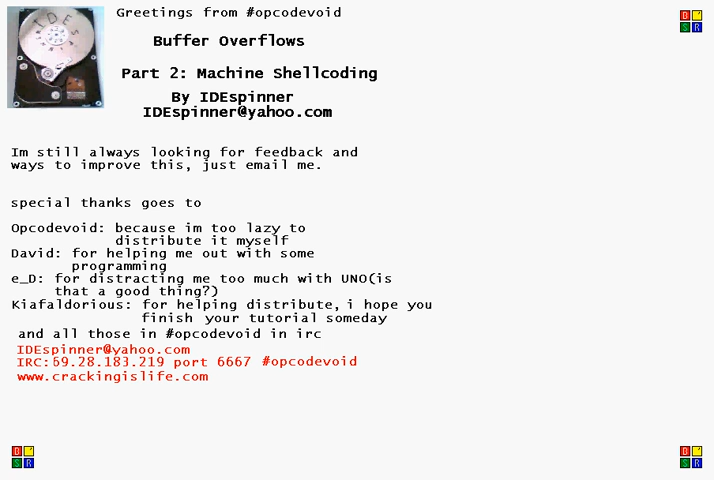 Greetings from #opcodevoid
Buffer Overflows
Part 2: Machine Shellcoding
By IDEspinner
IDEspinner@yahoo.com
Im still always looking for feedback and
ways to improve this, just email me.
special thanks goes to
Opcodevoid: because im too lazy to
distribute it myself
David: for helping me out with some
programming
e_D: for distracting me too much with UNO(is
that a good thing?)
Kiafaldorious: for helping distribute, i hope you
finish your tutorial someday
and all those in #opcodevoid in irc
IDEspinner@yahoo.com
IRC:69.28.183.219 port 6667 #opcodevoid
www.crackingislife.com